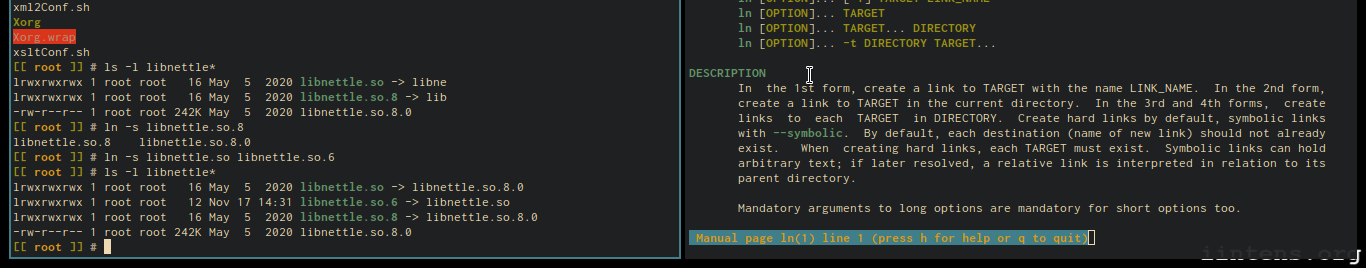 xml2Conf.sh
Xorg
Xorg.wrap
xsltConf.sh
[[ root ]] # ls -l libnettle*
lrwxrwxrwx 1 root root   16 May  5  2020 libnettle.so -> libne
lrwxrwxrwx 1 root root   16 May  5  2020 libnettle.so.8 -> lib
-rw-r--r-- 1 root root 242K May  5  2020 libnettle.so.8.0
[[ root ]] # ln -s libnettle.so.8
libnettle.so.8    libnettle.so.8.0
[[ root ]] # ln -s libnettle.so libnettle.so.6
[[ root ]] # ls -l libnettle*
lrwxrwxrwx 1 root root   16 May  5  2020 libnettle.so -> libnettle.so.8.0
lrwxrwxrwx 1 root root   12 Nov 17 14:31 libnettle.so.6 -> libnettle.so
lrwxrwxrwx 1 root root   16 May  5  2020 libnettle.so.8 -> libnettle.so.8.0
-rw-r--r-- 1 root root 242K May  5  2020 libnettle.so.8.0
[[ root ]] #
ln [OPTION]... [-T] TARGET LINK_NAME
ln [OPTION]... TARGET
ln [OPTION]... TARGET... DIRECTORY
ln [OPTION]... -t DIRECTORY TARGET...
DESCRIPTION
In  the 1st form, create a link to TARGET with the name LINK_NAME.  In the 2nd form,
create a link to TARGET in the current directory.  In the 3rd and 4th forms,  create
links  to  each  TARGET  in DIRECTORY.  Create hard links by default, symbolic links
with --symbolic.  By default, each destination (name of new link) should not already
exist.   When  creating hard links, each TARGET must exist.  Symbolic links can hold
arbitrary text; if later resolved, a relative link is interpreted in relation to its
parent directory.
Mandatory arguments to long options are mandatory for short options too.
Manual page ln(1) line 1 (press h for help or q to quit)
iintens.org